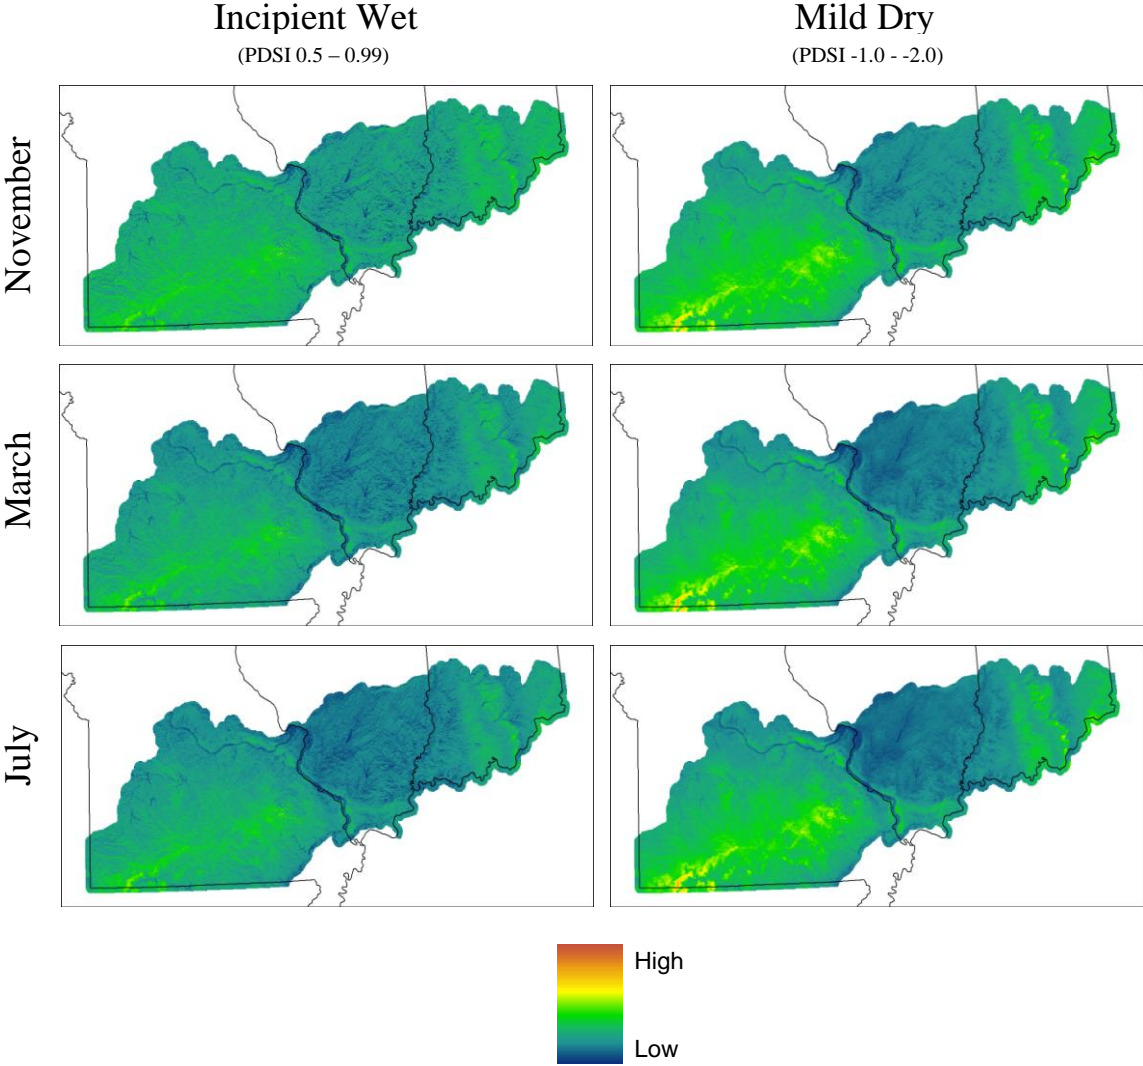 Incipient Wet
(PDSI 0.5 – 0.99)
Mild Dry
(PDSI -1.0 - -2.0)
November
March
July
High
Low